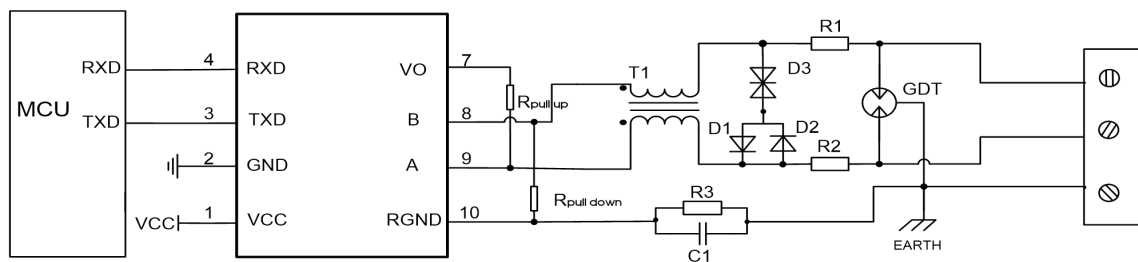 MCU
RXD
TXD
4
3
2
1
VCC
RXD
TXD
GND
VCC
VO
B
A
RGND
7
8
9
10
Rpull up
Rpull down
T1
D3
D1
D2
R1
R2
GDT
R3
C1
EARTH